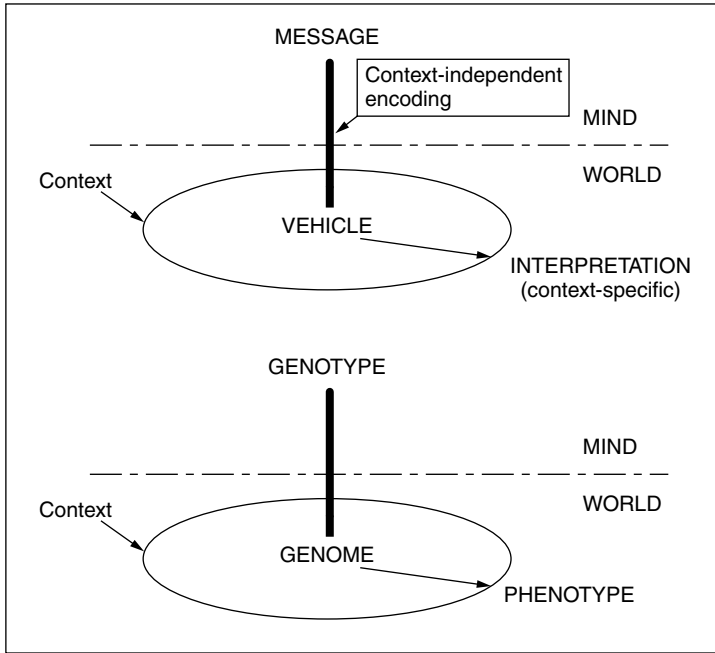 MESSAGE
Context-independent
encoding
MIND
WORLD
Context
VEHICLE
INTERPRETATION
(context-specific)
GENOTYPE
MIND
WORLD
Context
GENOME
PHENOTYPE